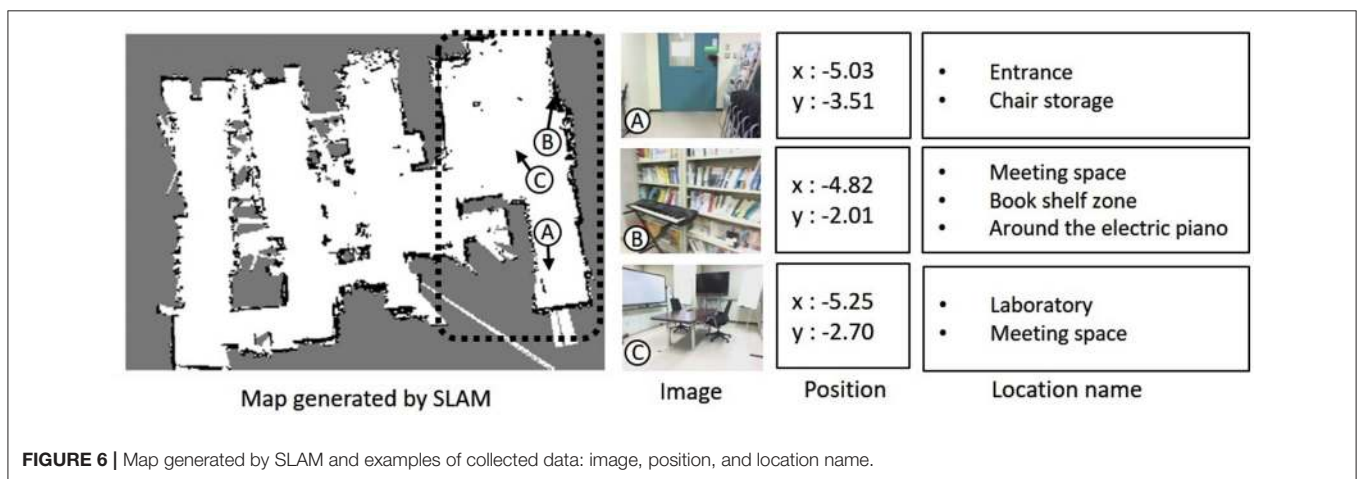 B
C
A
Map generated by SLAM
A
B
C
Image
x : -5.03
y : -3.51
x : -4.82
y : -2.01
x : -5.25
y : -2.70
Position
• Entrance
• Chair storage
• Meeting space
• Book shelf zone
• Around the electric piano
• Laboratory
• Meeting space
Location name
FIGURE 6 | Map generated by SLAM and examples of collected data: image, position, and location name.